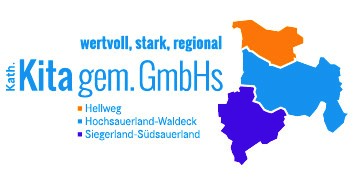 wertvoll, stark, regional
Kath. Kita gem. GmbHs
Hellweg
Hochsauerland-Waldeck
Siegerland-Südsauerland